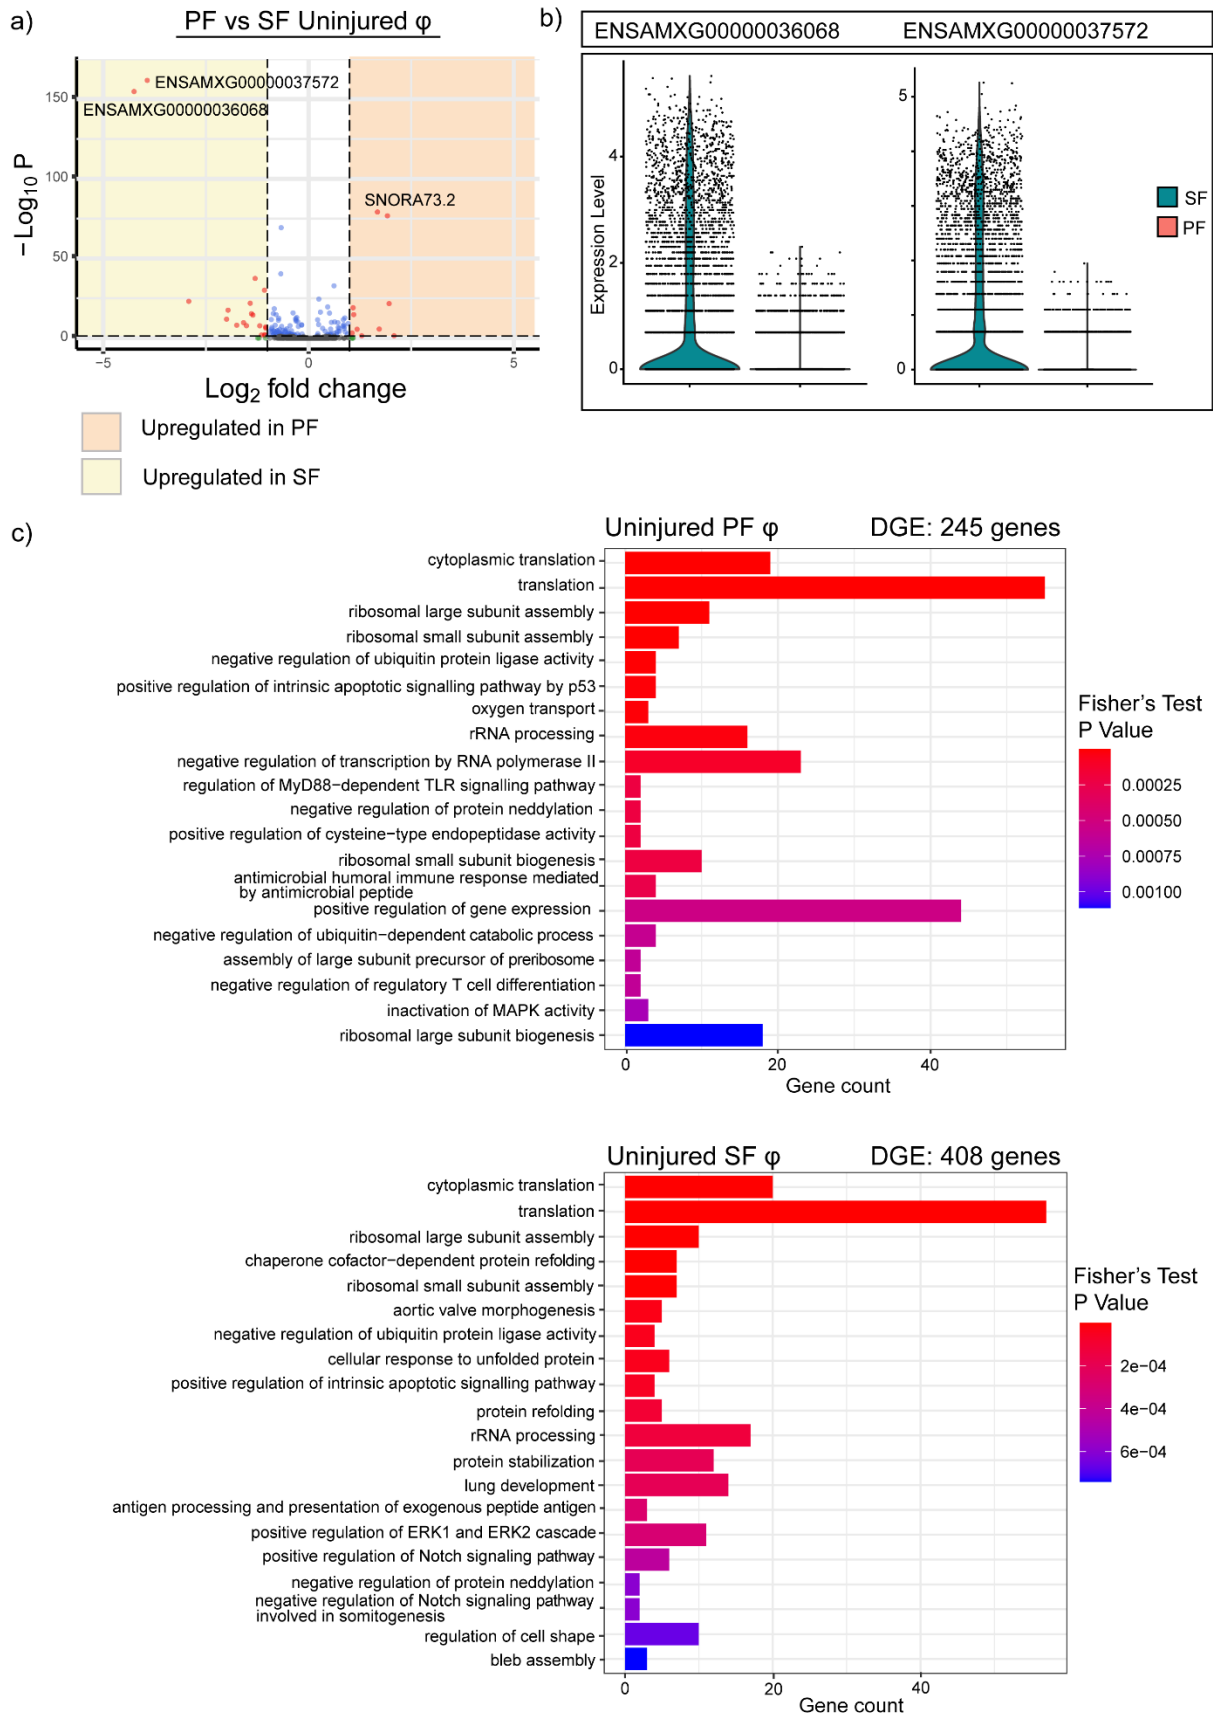 a)
PF vs SF Uninjured φ
ENSAMXG00000037572
ENSAMXG00000036068
SNORA73.2
150
100
50
0
−Log10 P
−5
0
5
Log2 fold change
Upregulated in PF
Upregulated in SF
b)
ENSAMXG00000036068
ENSAMXG00000037572
Expression Level
4
2
0
5
0
SF
PF
c)
Uninjured PF φ
DGE: 245 genes
cytoplasmic translation
translation
ribosomal large subunit assembly
ribosomal small subunit assembly
negative regulation of ubiquitin protein ligase activity
positive regulation of intrinsic apoptotic signalling pathway by p53
oxygen transport
rRNA processing
negative regulation of transcription by RNA polymerase II
regulation of MyD88−dependent TLR signalling pathway
negative regulation of protein neddylation
positive regulation of cysteine−type endopeptidase activity
ribosomal small subunit biogenesis
antimicrobial humoral immune response mediated
by antimicrobial peptide
positive regulation of gene expression
negative regulation of ubiquitin−dependent catabolic process
assembly of large subunit precursor of preribosome
negative regulation of regulatory T cell differentiation
inactivation of MAPK activity
ribosomal large subunit biogenesis
0
20
40
Gene count
Fisher's Test
P Value
0.00025
0.00050
0.00075
0.00100
Uninjured SF φ
DGE: 408 genes
cytoplasmic translation
translation
ribosomal large subunit assembly
chaperone cofactor−dependent protein refolding
ribosomal small subunit assembly
aortic valve morphogenesis
negative regulation of ubiquitin protein ligase activity
cellular response to unfolded protein
positive regulation of intrinsic apoptotic signalling pathway
protein refolding
rRNA processing
protein stabilization
lung development
antigen processing and presentation of exogenous peptide antigen
positive regulation of ERK1 and ERK2 cascade
positive regulation of Notch signaling pathway
negative regulation of protein neddylation
negative regulation of Notch signaling pathway
involved in somitogenesis
regulation of cell shape
bleb assembly
0
20
40
Gene count
Fisher's Test
P Value
2e−04
4e−04
6e−04